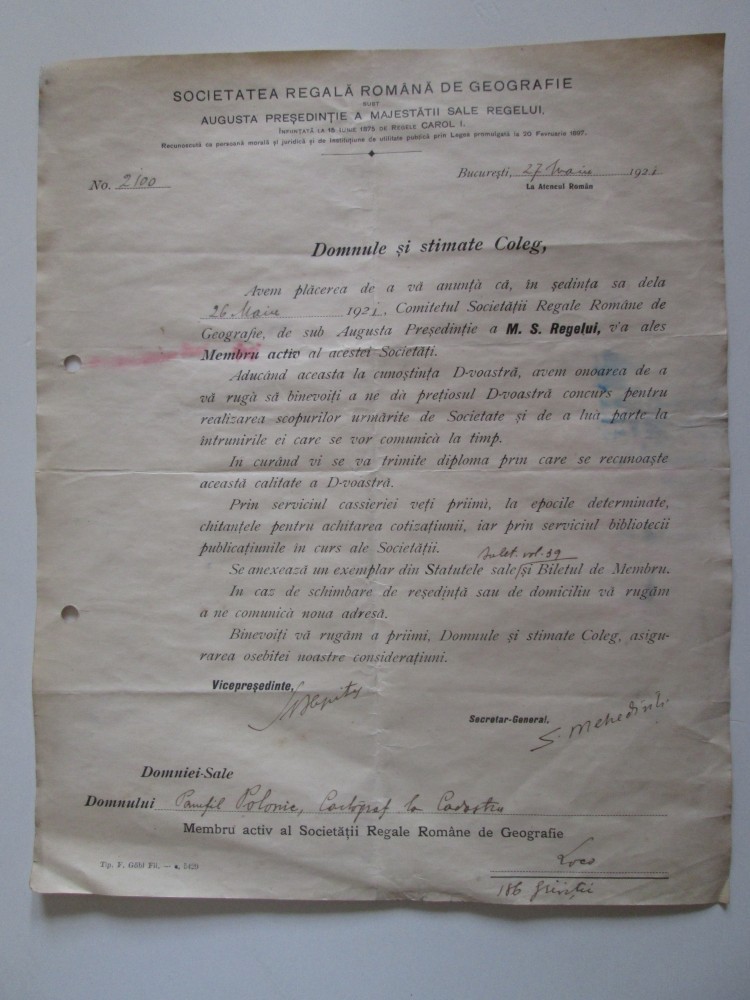 SOCIETATEA REGALĂ ROMÂNĂ DE GEOGRAFIE
SUBT
AUGUSTA PREȘEDINȚIE A MAJESTĂȚII SALE REGELUI,
ÎNFIINȚATĂ LA 15 IUNIE 1875 DE REGELE CAROL I.
Recunoscută ca persoană morală și juridică și de Instituțiune de utilitate publică prin Legea promulgată la 20 Februarie 1897.
No. 2100
București, 27 Maiu 1921
La Ateneul Român
Domnule și stimate Coleg,
Avem plăcerea de a vă anunță că, în ședința sa dela
26 Maiu 1921, Comitetul Societății Regale Române de
Geografie, de sub Augusta Președinție a M. S. Regelui, v'a ales
Membru activ al acestei Societăți.
Aducând aceasta la cunoștința D-voastră, avem onoarea de a
vă rugà să binevoiți a ne dà prețiosul D-voastră concurs pentru
realizarea scopurilor urmărite de Societate și de a luà parte la
întrunirile ei care se vor comunicà la timp.
In curând vi se va trimite diploma prin care se recunoaște
această calitate a D-voastră.
Prin serviciul cassieriei veți priimì, la epocile determinate,
chitanțele pentru achitarea cotizațiunii, iar prin serviciul bibliotecii
publicațiunile în curs ale Societății.
vol. 39
Se anexează un exemplar din Statutele sale și Biletul de Membru.
In caz de schimbare de reședință sau de domiciliu vă rugăm
a ne comunicà noua adresă.
Binevoiți vă rugăm a priimì, Domnule și stimate Coleg, asigu-
rarea osebitei noastre considerațiuni.
Vicepreședinte,
Secretar-General,
S. Mehedinți
Domniei-Sale
Domnului Pamfil Polonic, Cartograf la Cadastru
Membru activ al Societății Regale Române de Geografie
Loco
186 Griviței
Tip. F. Göbl Fii. — 5429